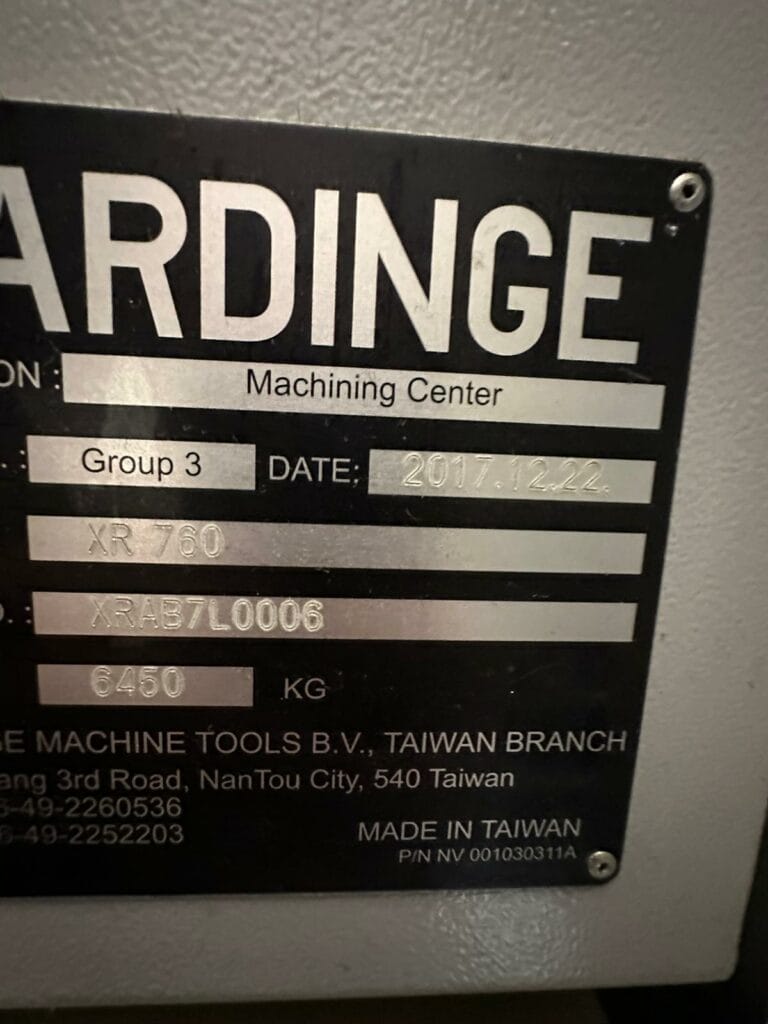 ARDINGE
ON : Machining Center
. : Group 3 DATE: 2017.12.22.
XR 760
. : XRAB7L0006
6450 KG
GE MACHINE TOOLS B.V., TAIWAN BRANCH
ang 3rd Road, NanTou City, 540 Taiwan
6-49-2260536
6-49-2252203
MADE IN TAIWAN
P/N NV 001030311A